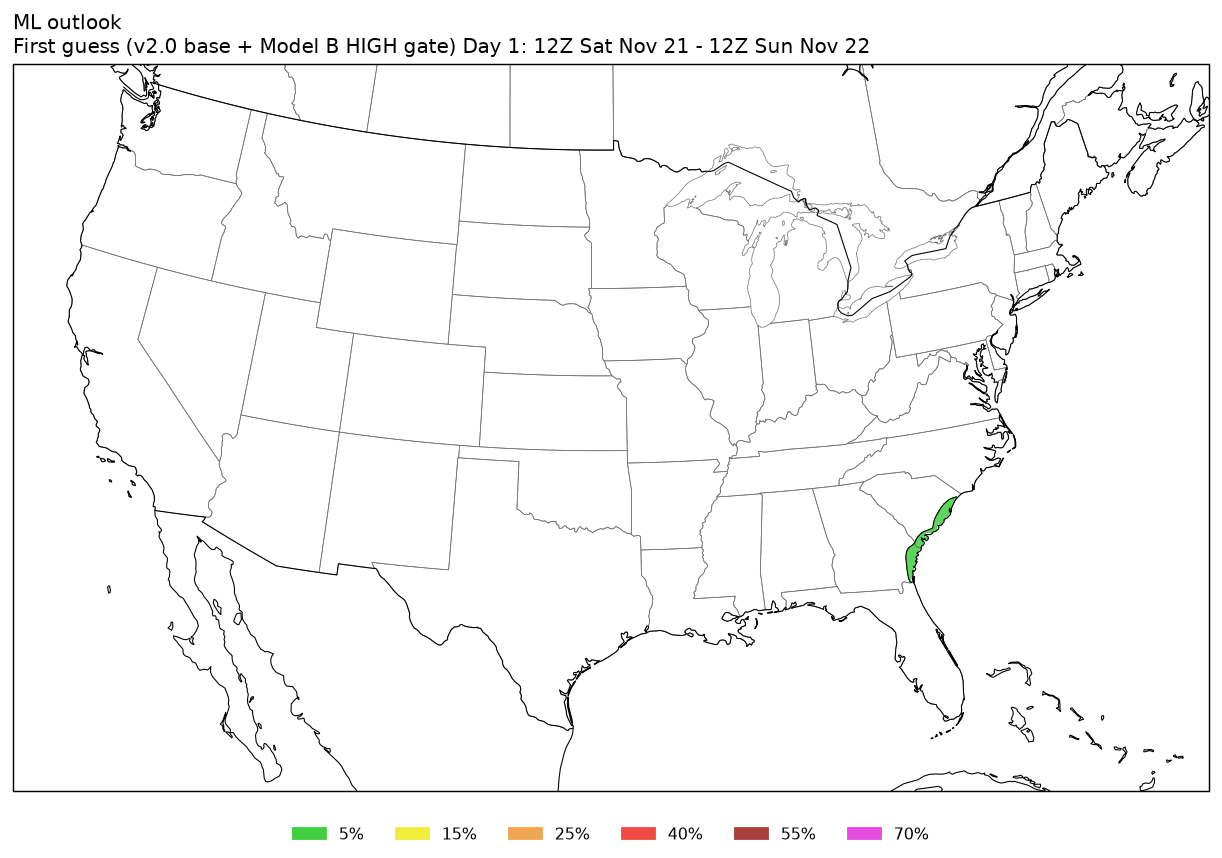 ML outlook
First guess (v2.0 base + Model B HIGH gate) Day 1: 12Z Sat Nov 21 - 12Z Sun Nov 22
5% 15% 25% 40% 55% 70%